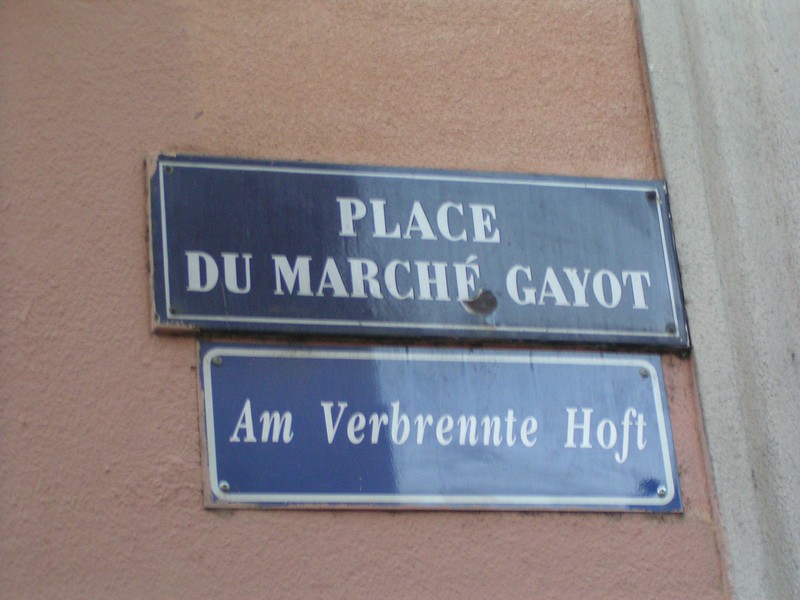 PLACE
DU MARCHÉ GAYOT
Am Verbrennte Hoft